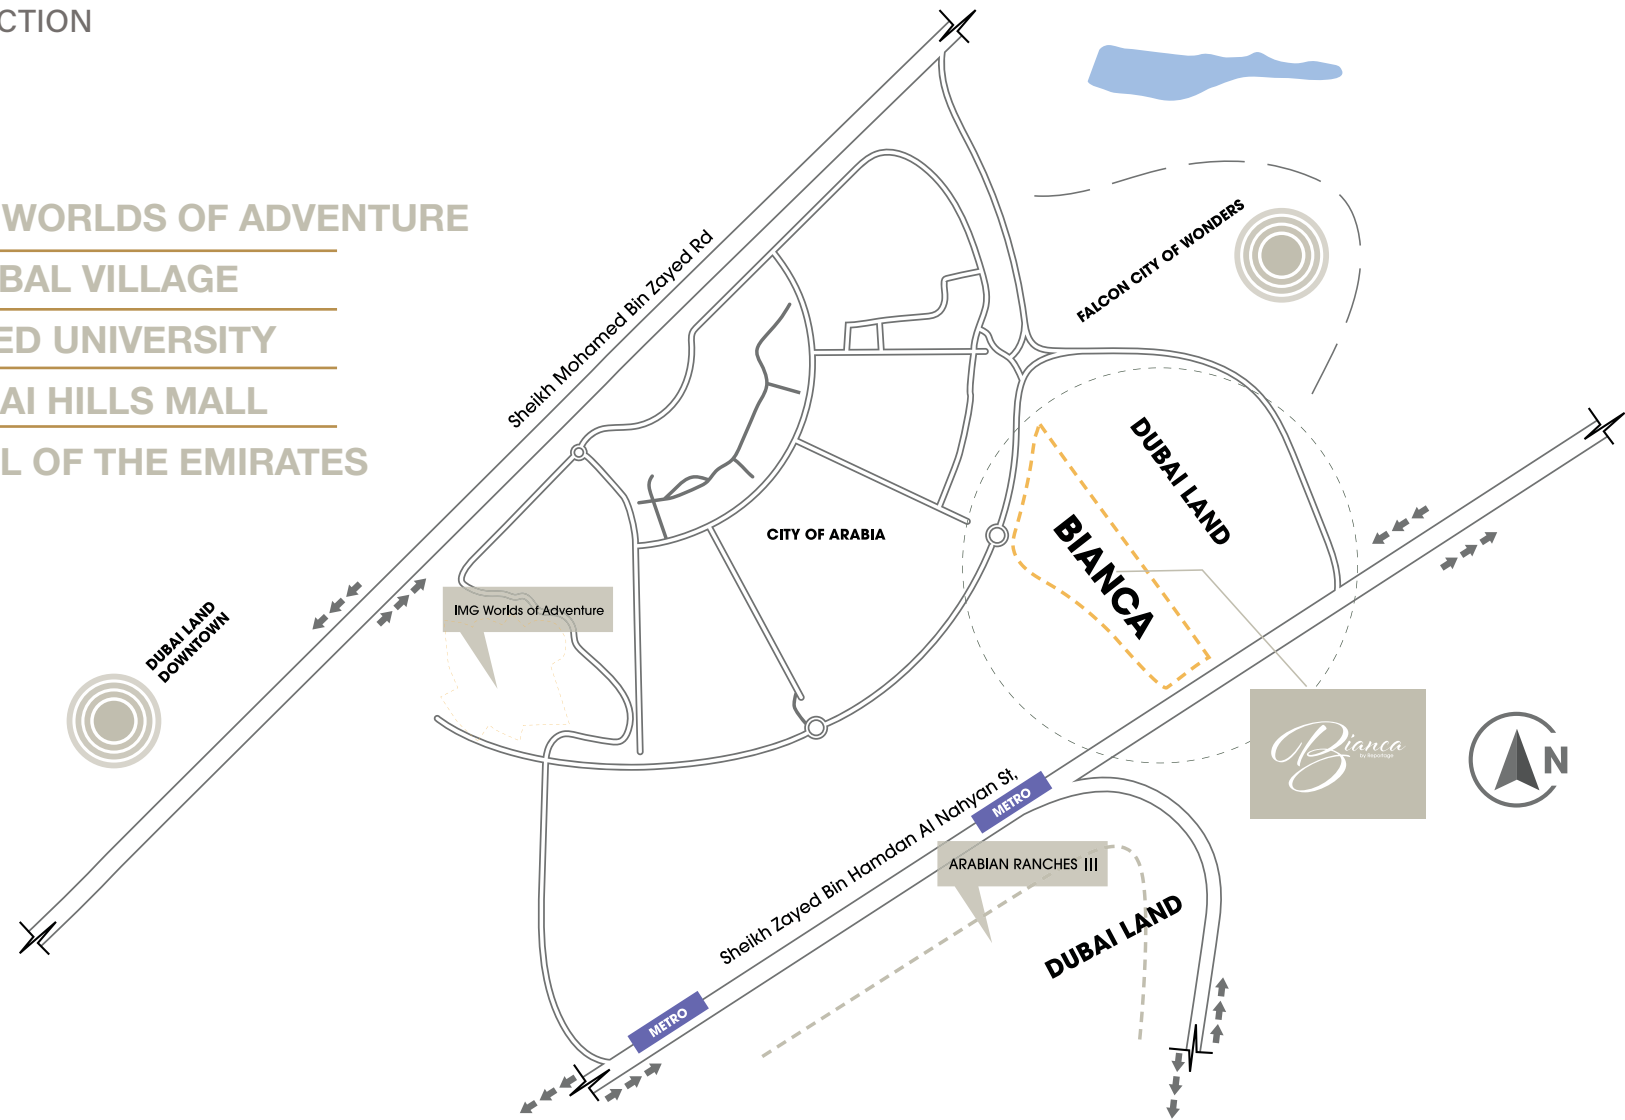 CTION
WORLDS OF ADVENTURE
BAL VILLAGE
ED UNIVERSITY
AI HILLS MALL
L OF THE EMIRATES
Sheikh Mohamed Bin Zayed Rd
FALCON CITY OF WONDERS
DUBAI LAND
BIANCA
CITY OF ARABIA
IMG Worlds of Adventure
DUBAI LAND
DOWNTOWN
Bianca
by Reportage
N
Sheikh Zayed Bin Hamdan Al Nahyan St,
METRO
ARABIAN RANCHES III
DUBAI LAND
METRO